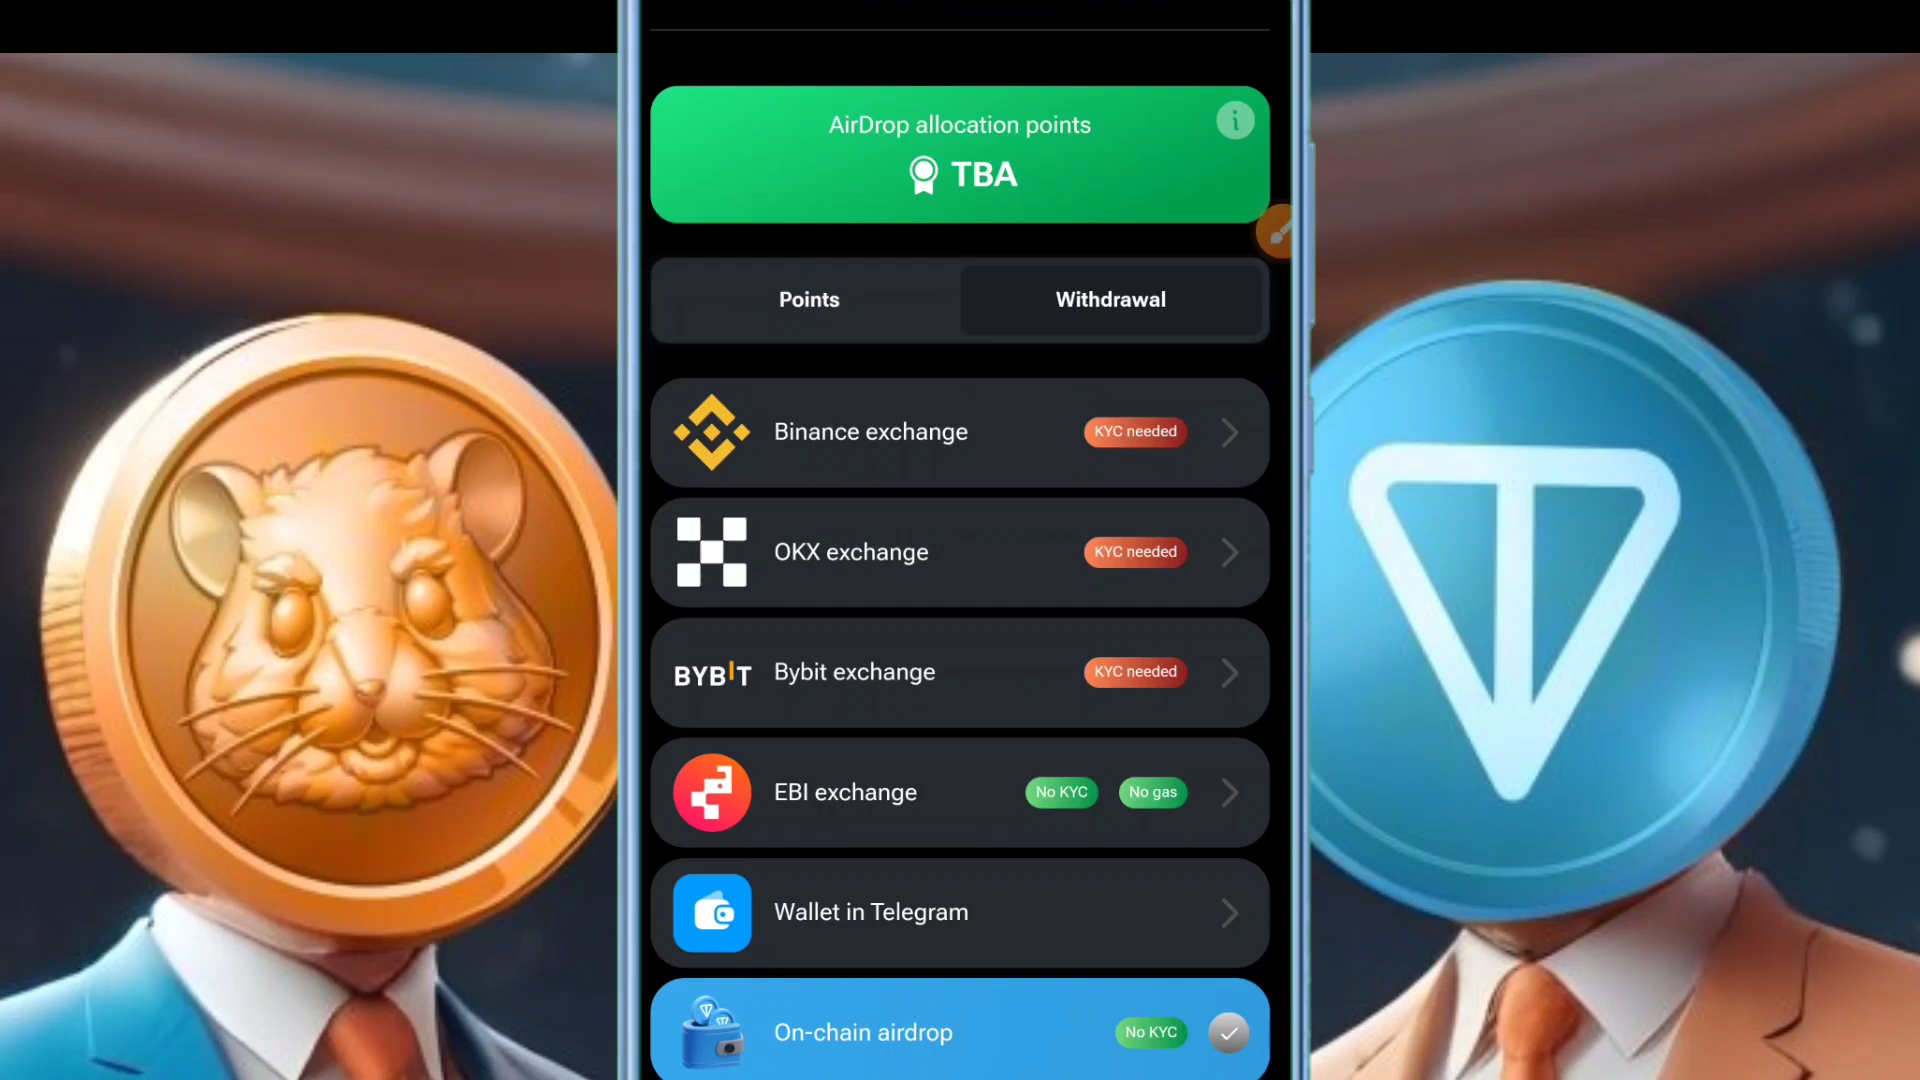 AirDrop allocation points
TBA
Points
Withdrawal
Binance exchange
KYC needed
OKX exchange
KYC needed
BYBIT
Bybit exchange
KYC needed
EBI exchange
No KYC
No gas
Wallet in Telegram
On-chain airdrop
No KYC